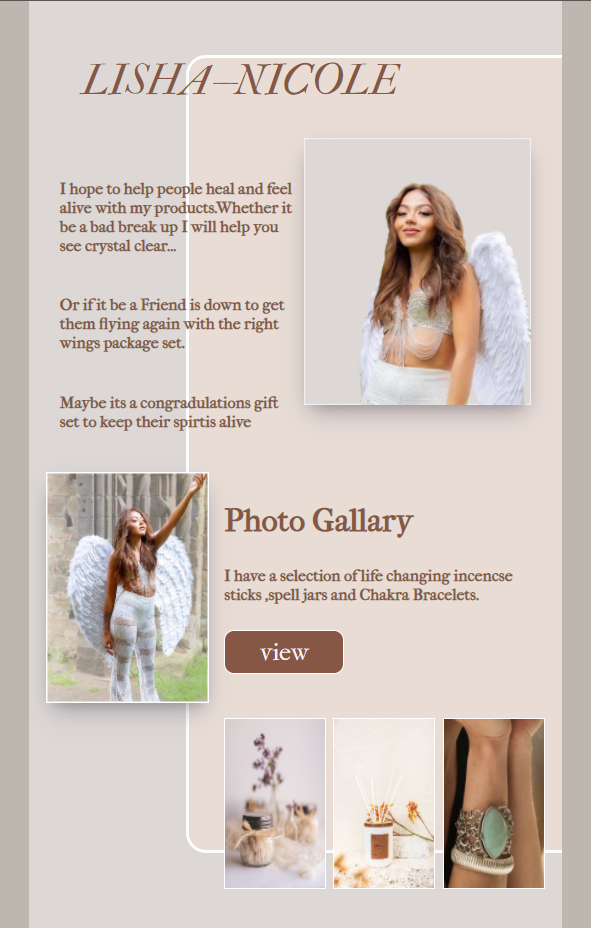 LISHA—NICOLE
I hope to help people heal and feel
alive with my products.Whether it
be a bad break up I will help you
see crystal clear...
Or if it be a Friend is down to get
them flying again with the right
wings package set.
Maybe its a congradulations gift
set to keep their spirtis alive
Photo Gallary
I have a selection of life changing incencse
sticks ,spell jars and Chakra Bracelets.
view